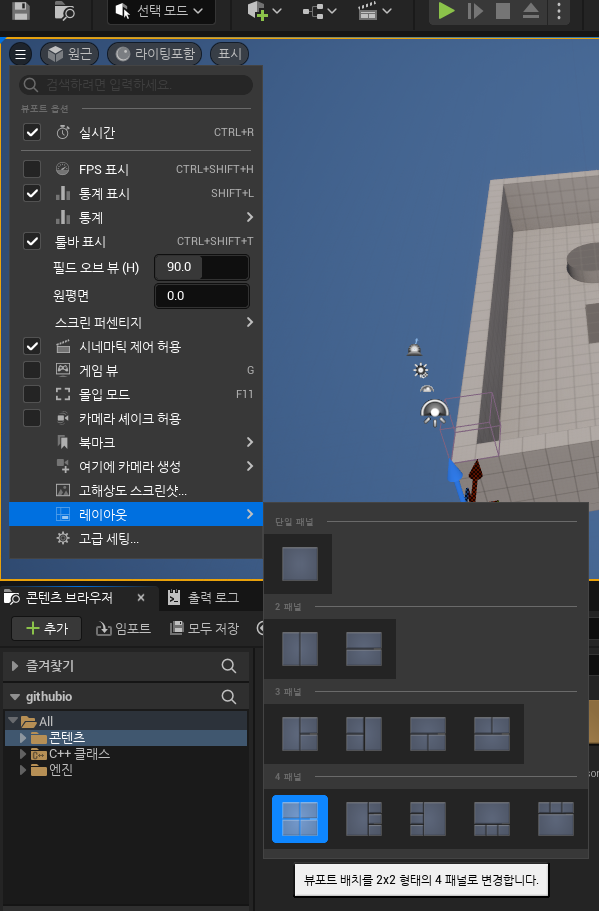 선택 모드
원근
라이팅포함
표시
검색하려면 입력하세요.
뷰포트 옵션
실시간 CTRL+R
FPS 표시 CTRL+SHIFT+H
통계 표시 SHIFT+L
통계
툴바 표시 CTRL+SHIFT+T
필드 오브 뷰 (H) 90.0
원평면 0.0
스크린 퍼센티지
시네마틱 제어 허용
게임 뷰 G
몰입 모드 F11
카메라 셰이크 허용
북마크
여기에 카메라 생성
고해상도 스크린샷...
레이아웃
고급 세팅...
단일 패널
2 패널
3 패널
4 패널
뷰포트 배치를 2x2 형태의 4 패널로 변경합니다.
콘텐츠 브라우저
출력 로그
추가
임포트
모두 저장
즐겨찾기
githubio
All
콘텐츠
C++ 클래스
엔진